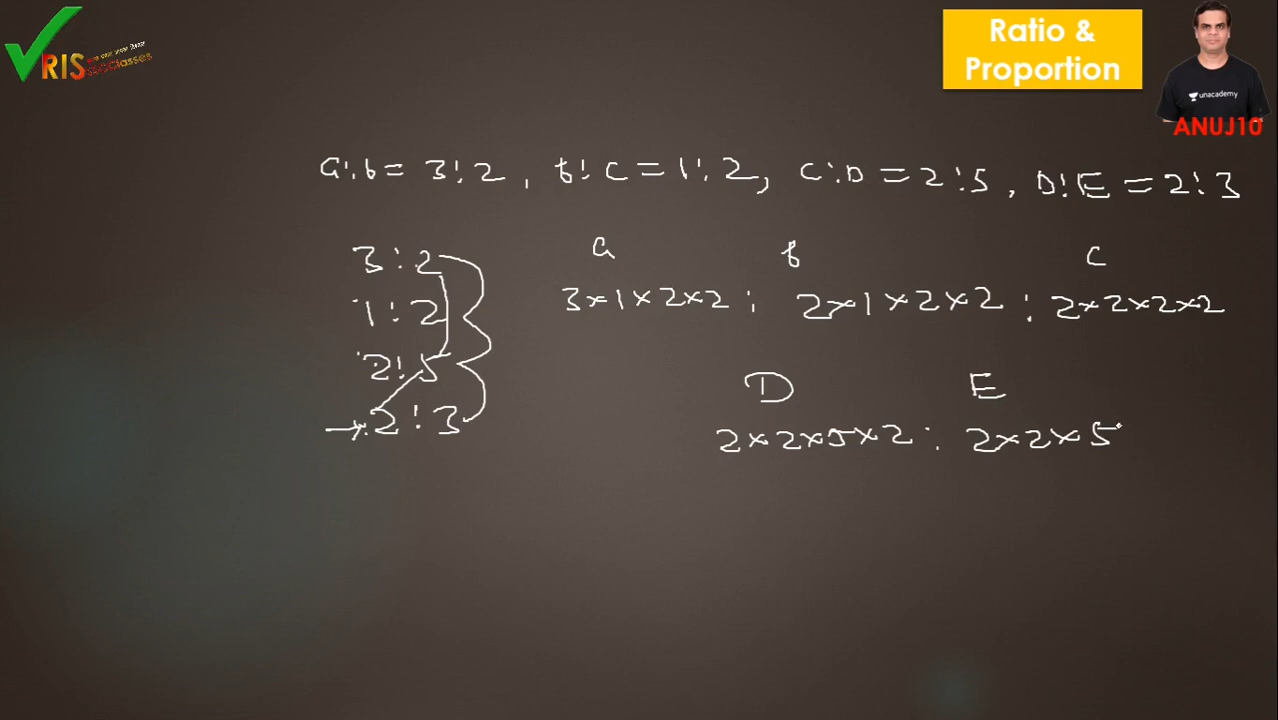 RIS
Ratio &
Proportion
unacademy
ANUJ10
a:b = 3:2, b:C = 1:2, C:D = 2:5, D:E = 2:3
3:2
1:2
2:5
2:3
a b C
3×1×2×2 : 2×1×2×2 : 2×2×2×2
D E
2×2×5×2 : 2×2×5